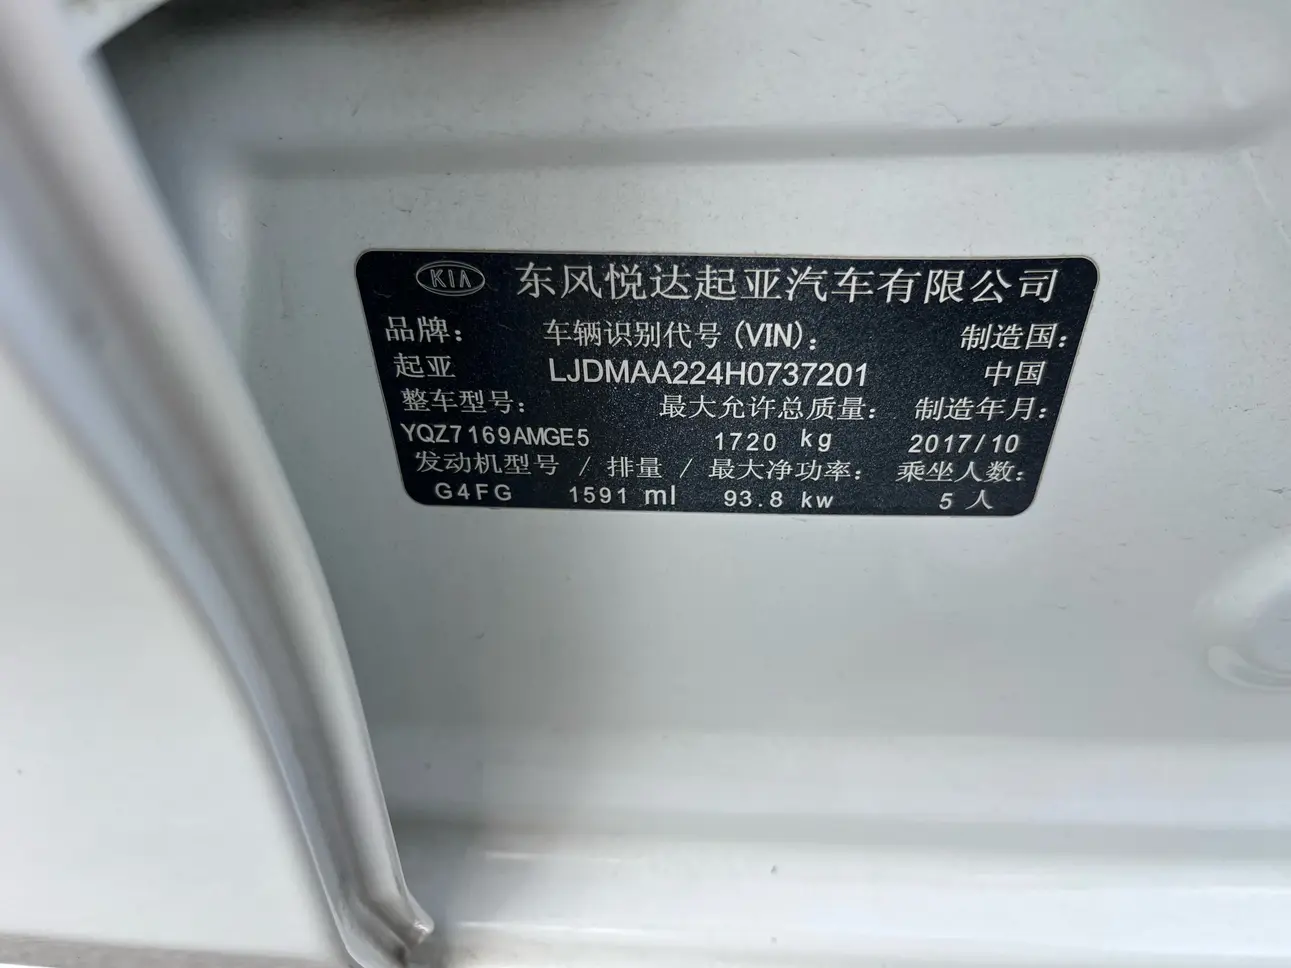 KIA 东风悦达起亚汽车有限公司
品牌： 车辆识别代号(VIN)： 制造国：
起亚 LJDMAA224H0737201 中国
整车型号： 最大允许总质量： 制造年月：
YQZ7169AMGE5 1720 kg 2017/10
发动机型号 / 排量 / 最大净功率： 乘坐人数：
G4FG 1591 ml 93.8 kw 5 人